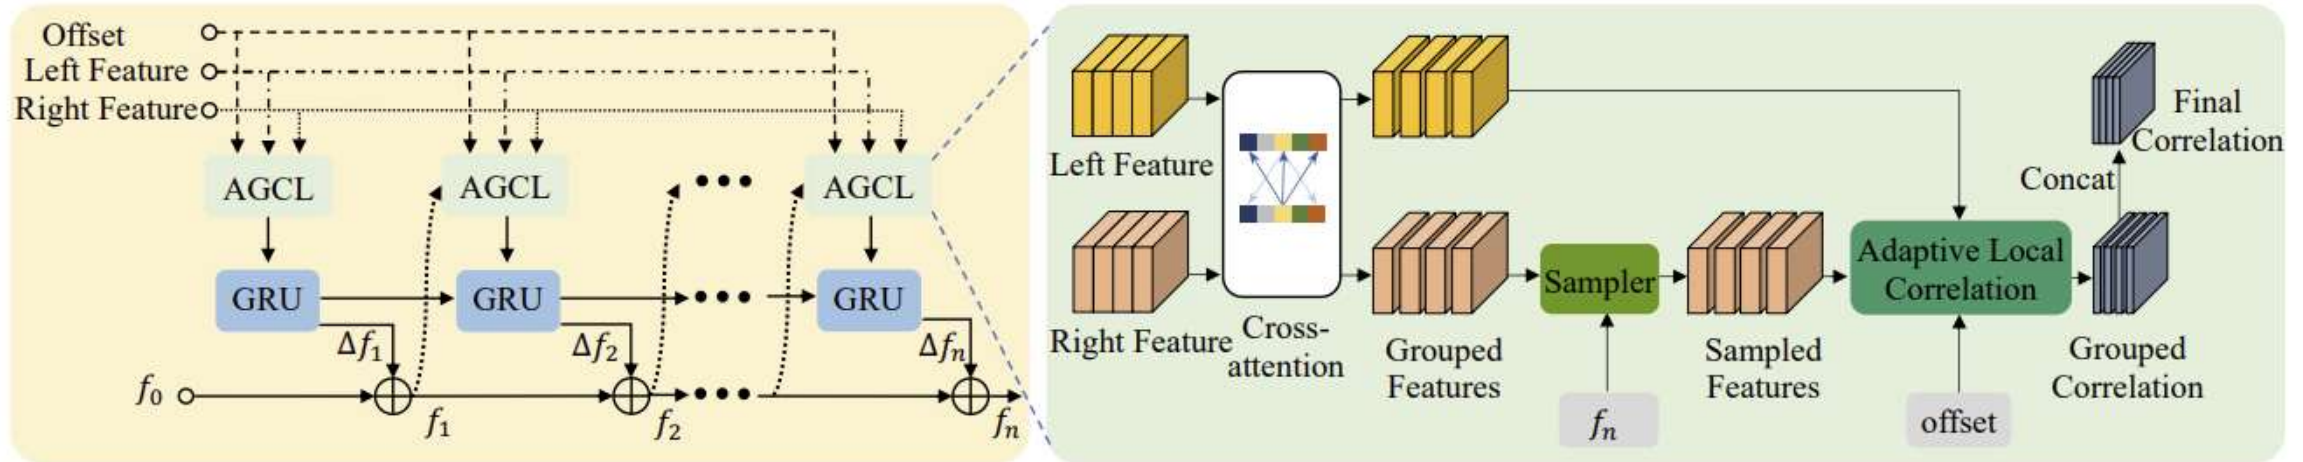 Offset
Left Feature
Right Feature
AGCL
AGCL
AGCL
GRU
GRU
GRU
Δf1
Δf2
Δfn
f0
f1
f2
fn
Left Feature
Right Feature
Cross-
attention
Grouped
Features
Sampler
fn
Sampled
Features
Adaptive Local
Correlation
offset
Final
Correlation
Concat
Grouped
Correlation